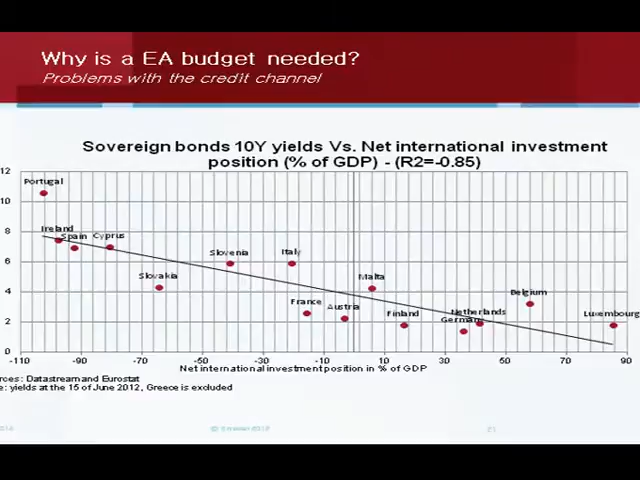 Why is a EA budget needed?
Problems with the credit channel
Sovereign bonds 10Y yields Vs. Net international investment
position (% of GDP) - (R2=-0.85)
12
Portugal
10
8
Ireland
Spain Cyprus
Slovenia
Italy
6
Slovakia
Malta
4
Belgium
France
Austria
Finland
Netherlands
Germany
Luxembourg
2
0
-110 -90 -70 -50 -30 -10 10 30 50 70 90
Net international investment position in % of GDP
rces: Datastream and Eurostat
e: yields at the 15 of June 2012, Greece is excluded
21